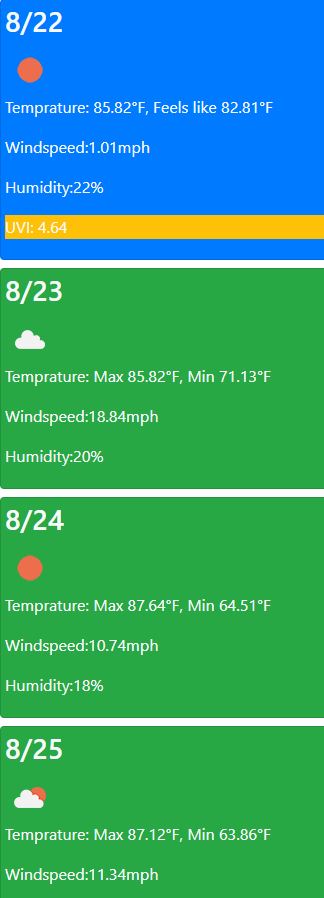 8/22
Temprature: 85.82°F, Feels like 82.81°F
Windspeed:1.01mph
Humidity:22%
UVI: 4.64
8/23
Temprature: Max 85.82°F, Min 71.13°F
Windspeed:18.84mph
Humidity:20%
8/24
Temprature: Max 87.64°F, Min 64.51°F
Windspeed:10.74mph
Humidity:18%
8/25
Temprature: Max 87.12°F, Min 63.86°F
Windspeed:11.34mph